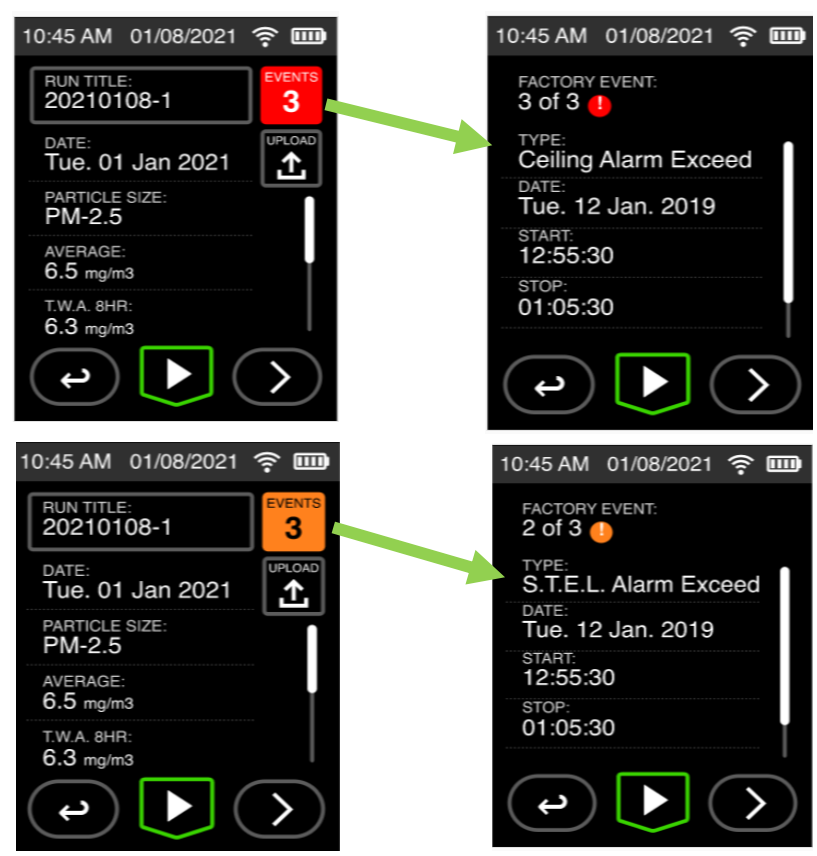 10:45 AM 01/08/2021
RUN TITLE:
20210108-1
EVENTS
3
DATE:
Tue. 01 Jan 2021
UPLOAD
PARTICLE SIZE:
PM-2.5
AVERAGE:
6.5 mg/m3
T.W.A. 8HR:
6.3 mg/m3
10:45 AM 01/08/2021
FACTORY EVENT:
3 of 3 !
TYPE:
Ceiling Alarm Exceed
DATE:
Tue. 12 Jan. 2019
START:
12:55:30
STOP:
01:05:30
10:45 AM 01/08/2021
RUN TITLE:
20210108-1
EVENTS
3
DATE:
Tue. 01 Jan 2021
UPLOAD
PARTICLE SIZE:
PM-2.5
AVERAGE:
6.5 mg/m3
T.W.A. 8HR:
6.3 mg/m3
10:45 AM 01/08/2021
FACTORY EVENT:
2 of 3 !
TYPE:
S.T.E.L. Alarm Exceed
DATE:
Tue. 12 Jan. 2019
START:
12:55:30
STOP:
01:05:30